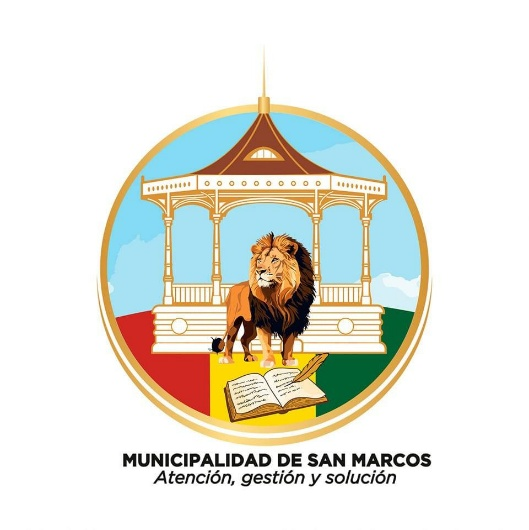 MUNICIPALIDAD DE SAN MARCOS
Atención, gestión y solución